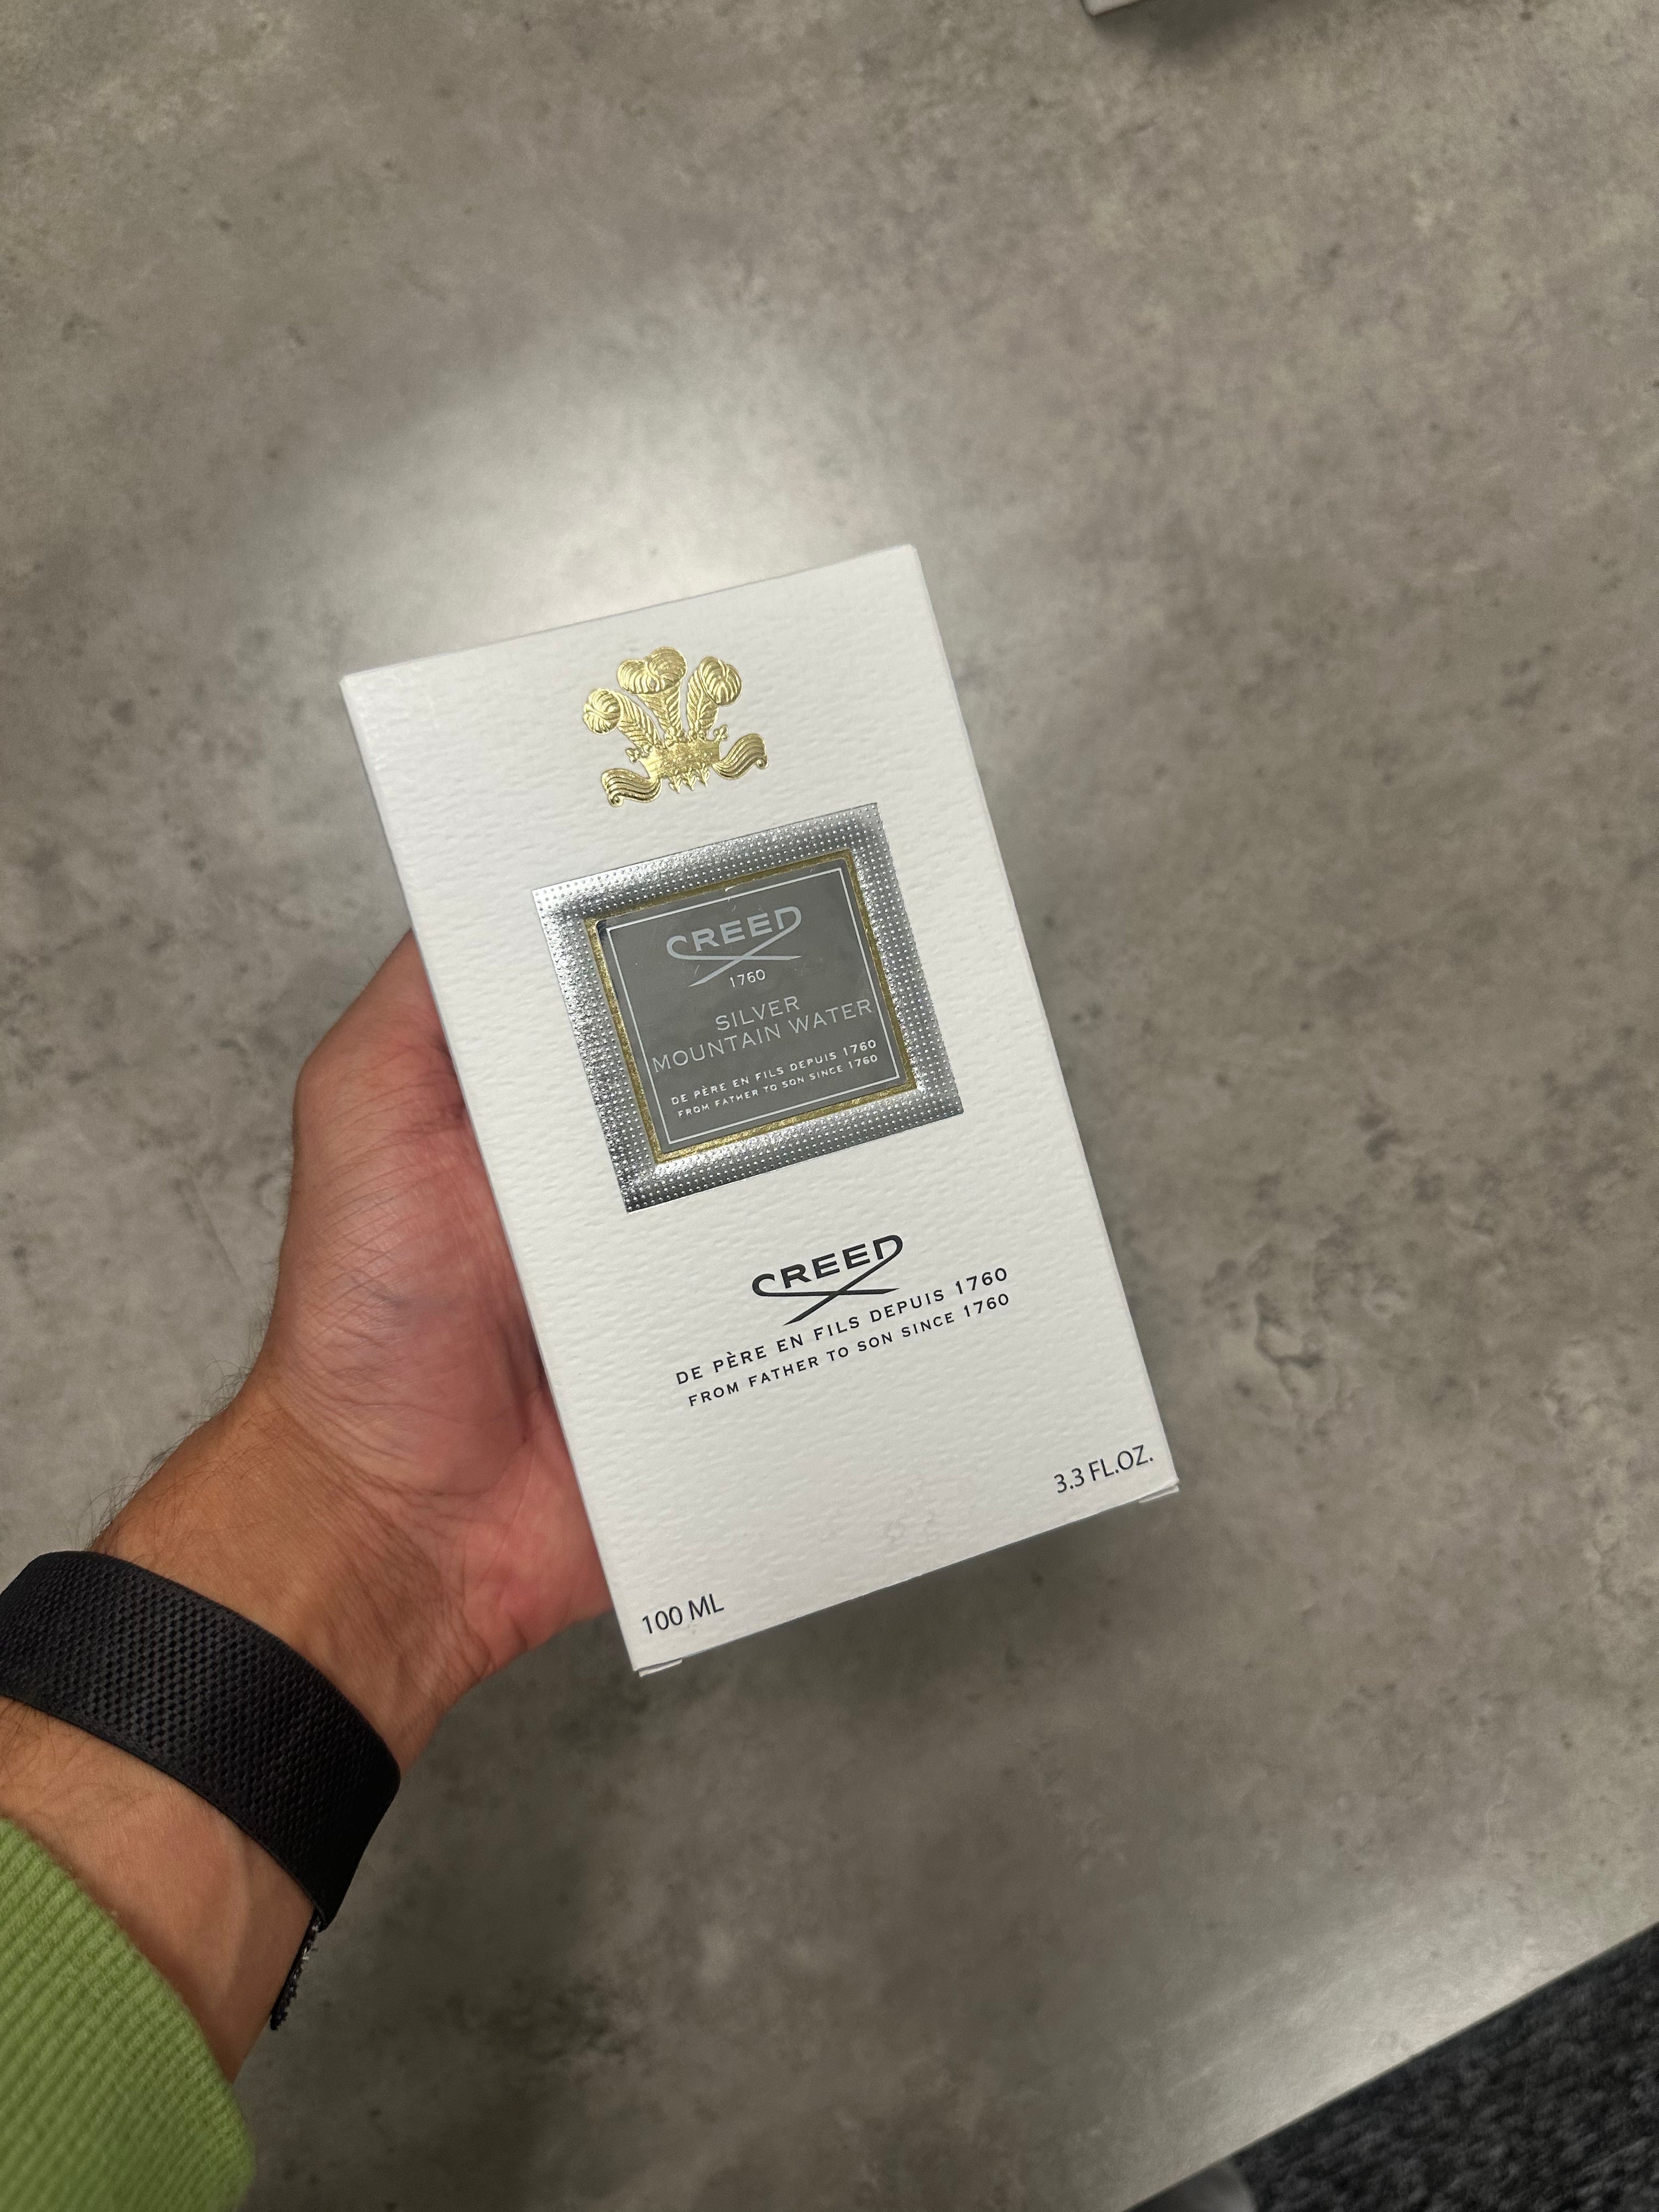 CREED
1760
SILVER
MOUNTAIN WATER
DE PÈRE EN FILS DEPUIS 1760
FROM FATHER TO SON SINCE 1760
CREED
DE PÈRE EN FILS DEPUIS 1760
FROM FATHER TO SON SINCE 1760
100 ML
3.3 FL.OZ.